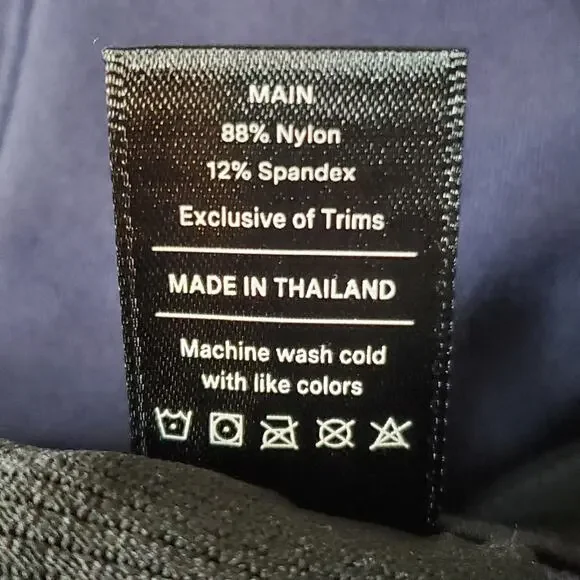 MAIN
88% Nylon
12% Spandex
Exclusive of Trims
MADE IN THAILAND
Machine wash cold
with like colors